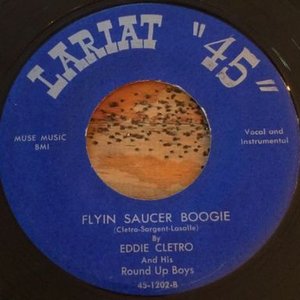 LARIAT "45"
MUSE MUSIC
BMI
Vocal and
Instrumental
FLYIN SAUCER BOOGIE
(Cletro-Sargent-Lasalle)
By
EDDIE CLETRO
And His
Round Up Boys
45-1202-B